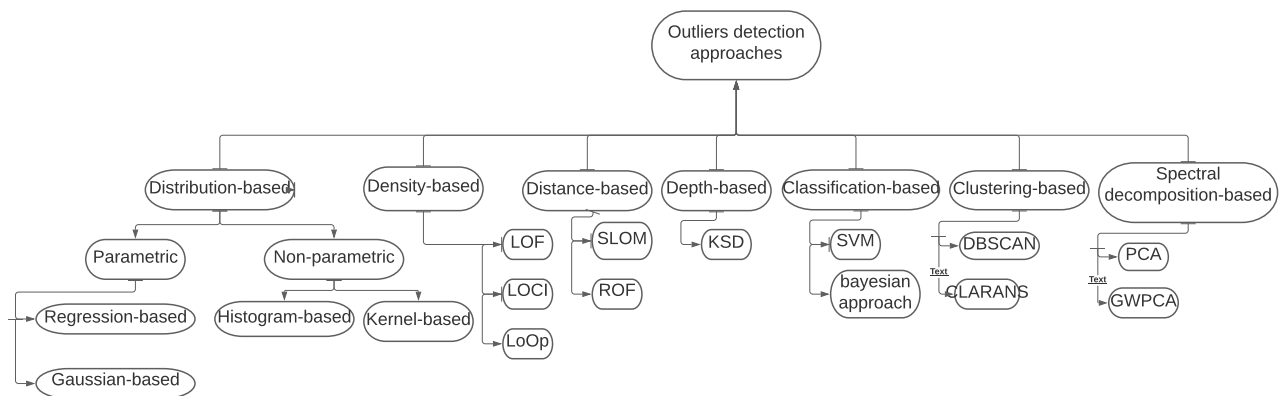 Outliers detection
approaches
Distribution-based
Density-based
Distance-based
Depth-based
Classification-based
Clustering-based
Spectral
decomposition-based
Parametric
Non-parametric
Regression-based
Gaussian-based
Histogram-based
Kernel-based
LOF
LOCI
LoOp
SLOM
ROF
KSD
SVM
bayesian
approach
DBSCAN
Text
CLARANS
PCA
Text
GWPCA